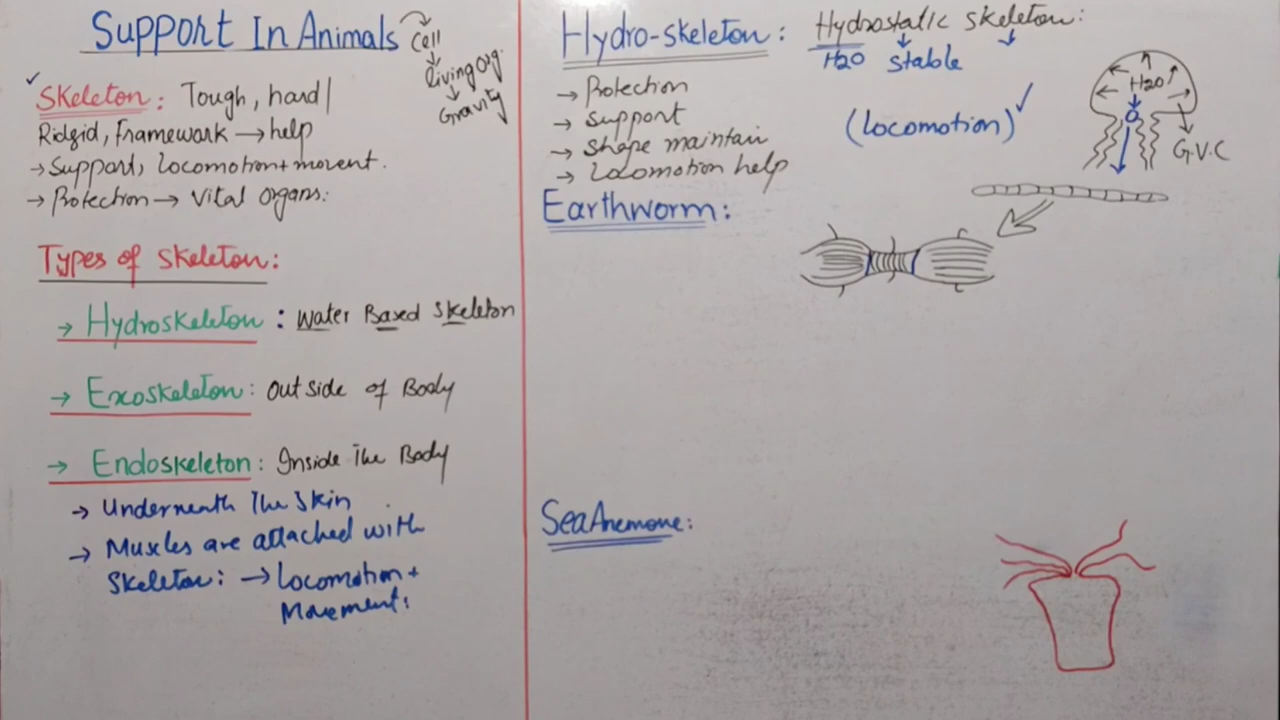 Support In Animals
Cell
living org.
Gravity
Skeleton: Tough, hard/
Ridgid, framework → help
→ Support, locomotion + movent.
→ Protection → Vital organs:
Types of Skeleton:
→ Hydroskeleton : Water Based Skeleton
→ Exoskeleton: Outside of Body
→ Endoskeleton: Inside The Body
→ Underneath The Skin
→ Muscles are attached with
Skeleton: → Locomotion +
Movement:
Hydro-skeleton: Hydrostatic skeleton:
H2O stable
→ Protection
→ Support
→ Shape maintain
→ Locomotion help
(locomotion) ✓
H2O
G.V.C
Earthworm:
Sea Anemone: